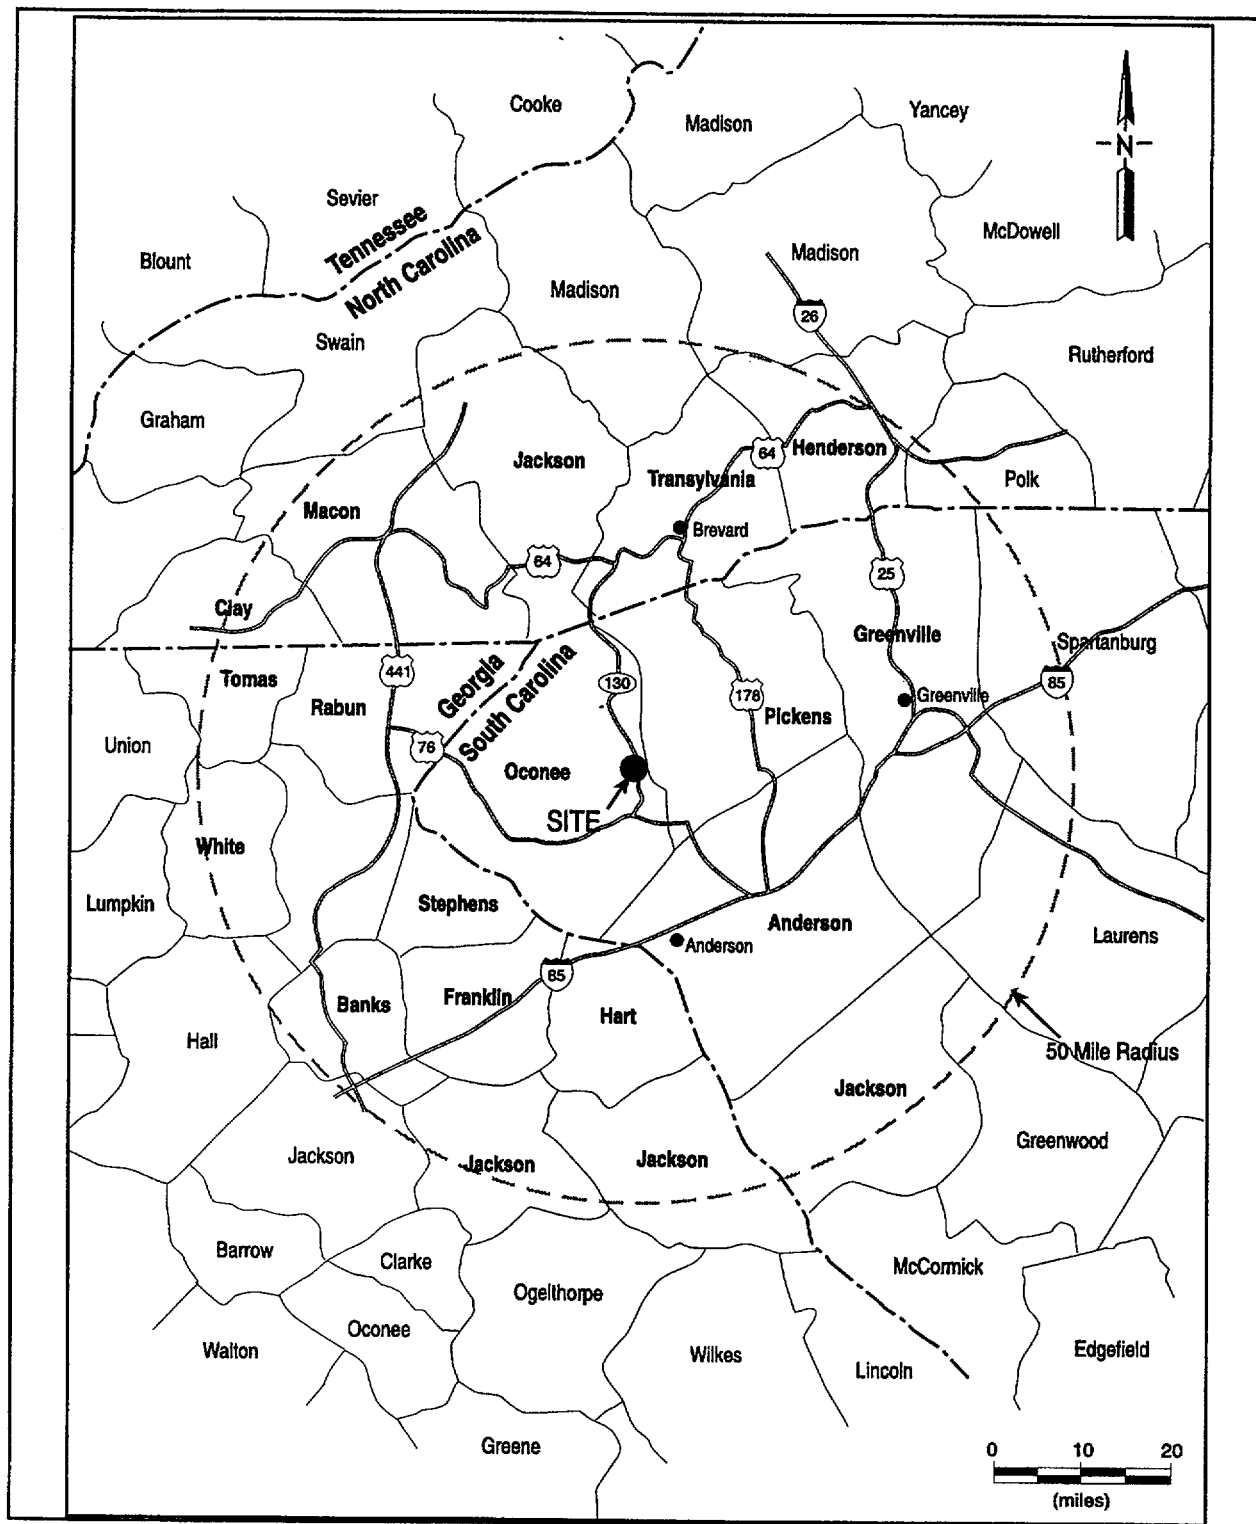 Cooke
Madison
Yancey
N
Sevier
Tennessee
North Carolina
McDowell
Blount
Madison
Madison
26
Swain
Rutherford
Graham
Henderson
64
Jackson
Transylvania
Polk
Macon
Brevard
64
25
Clay
Greenville
Spartanburg
Tomas
441
Georgia
South Carolina
130
85
Rabun
178
Greenville
Pickens
Union
76
Oconee
SITE
White
Lumpkin
Stephens
Anderson
Laurens
Anderson
85
Banks
Franklin
Hart
Hall
50 Mile Radius
Jackson
Greenwood
Jackson
Jackson
Jackson
Barrow
Clarke
McCormick
Ogelthorpe
Oconee
Walton
Wilkes
Lincoln
Edgefield
Greene
0 10 20
(miles)